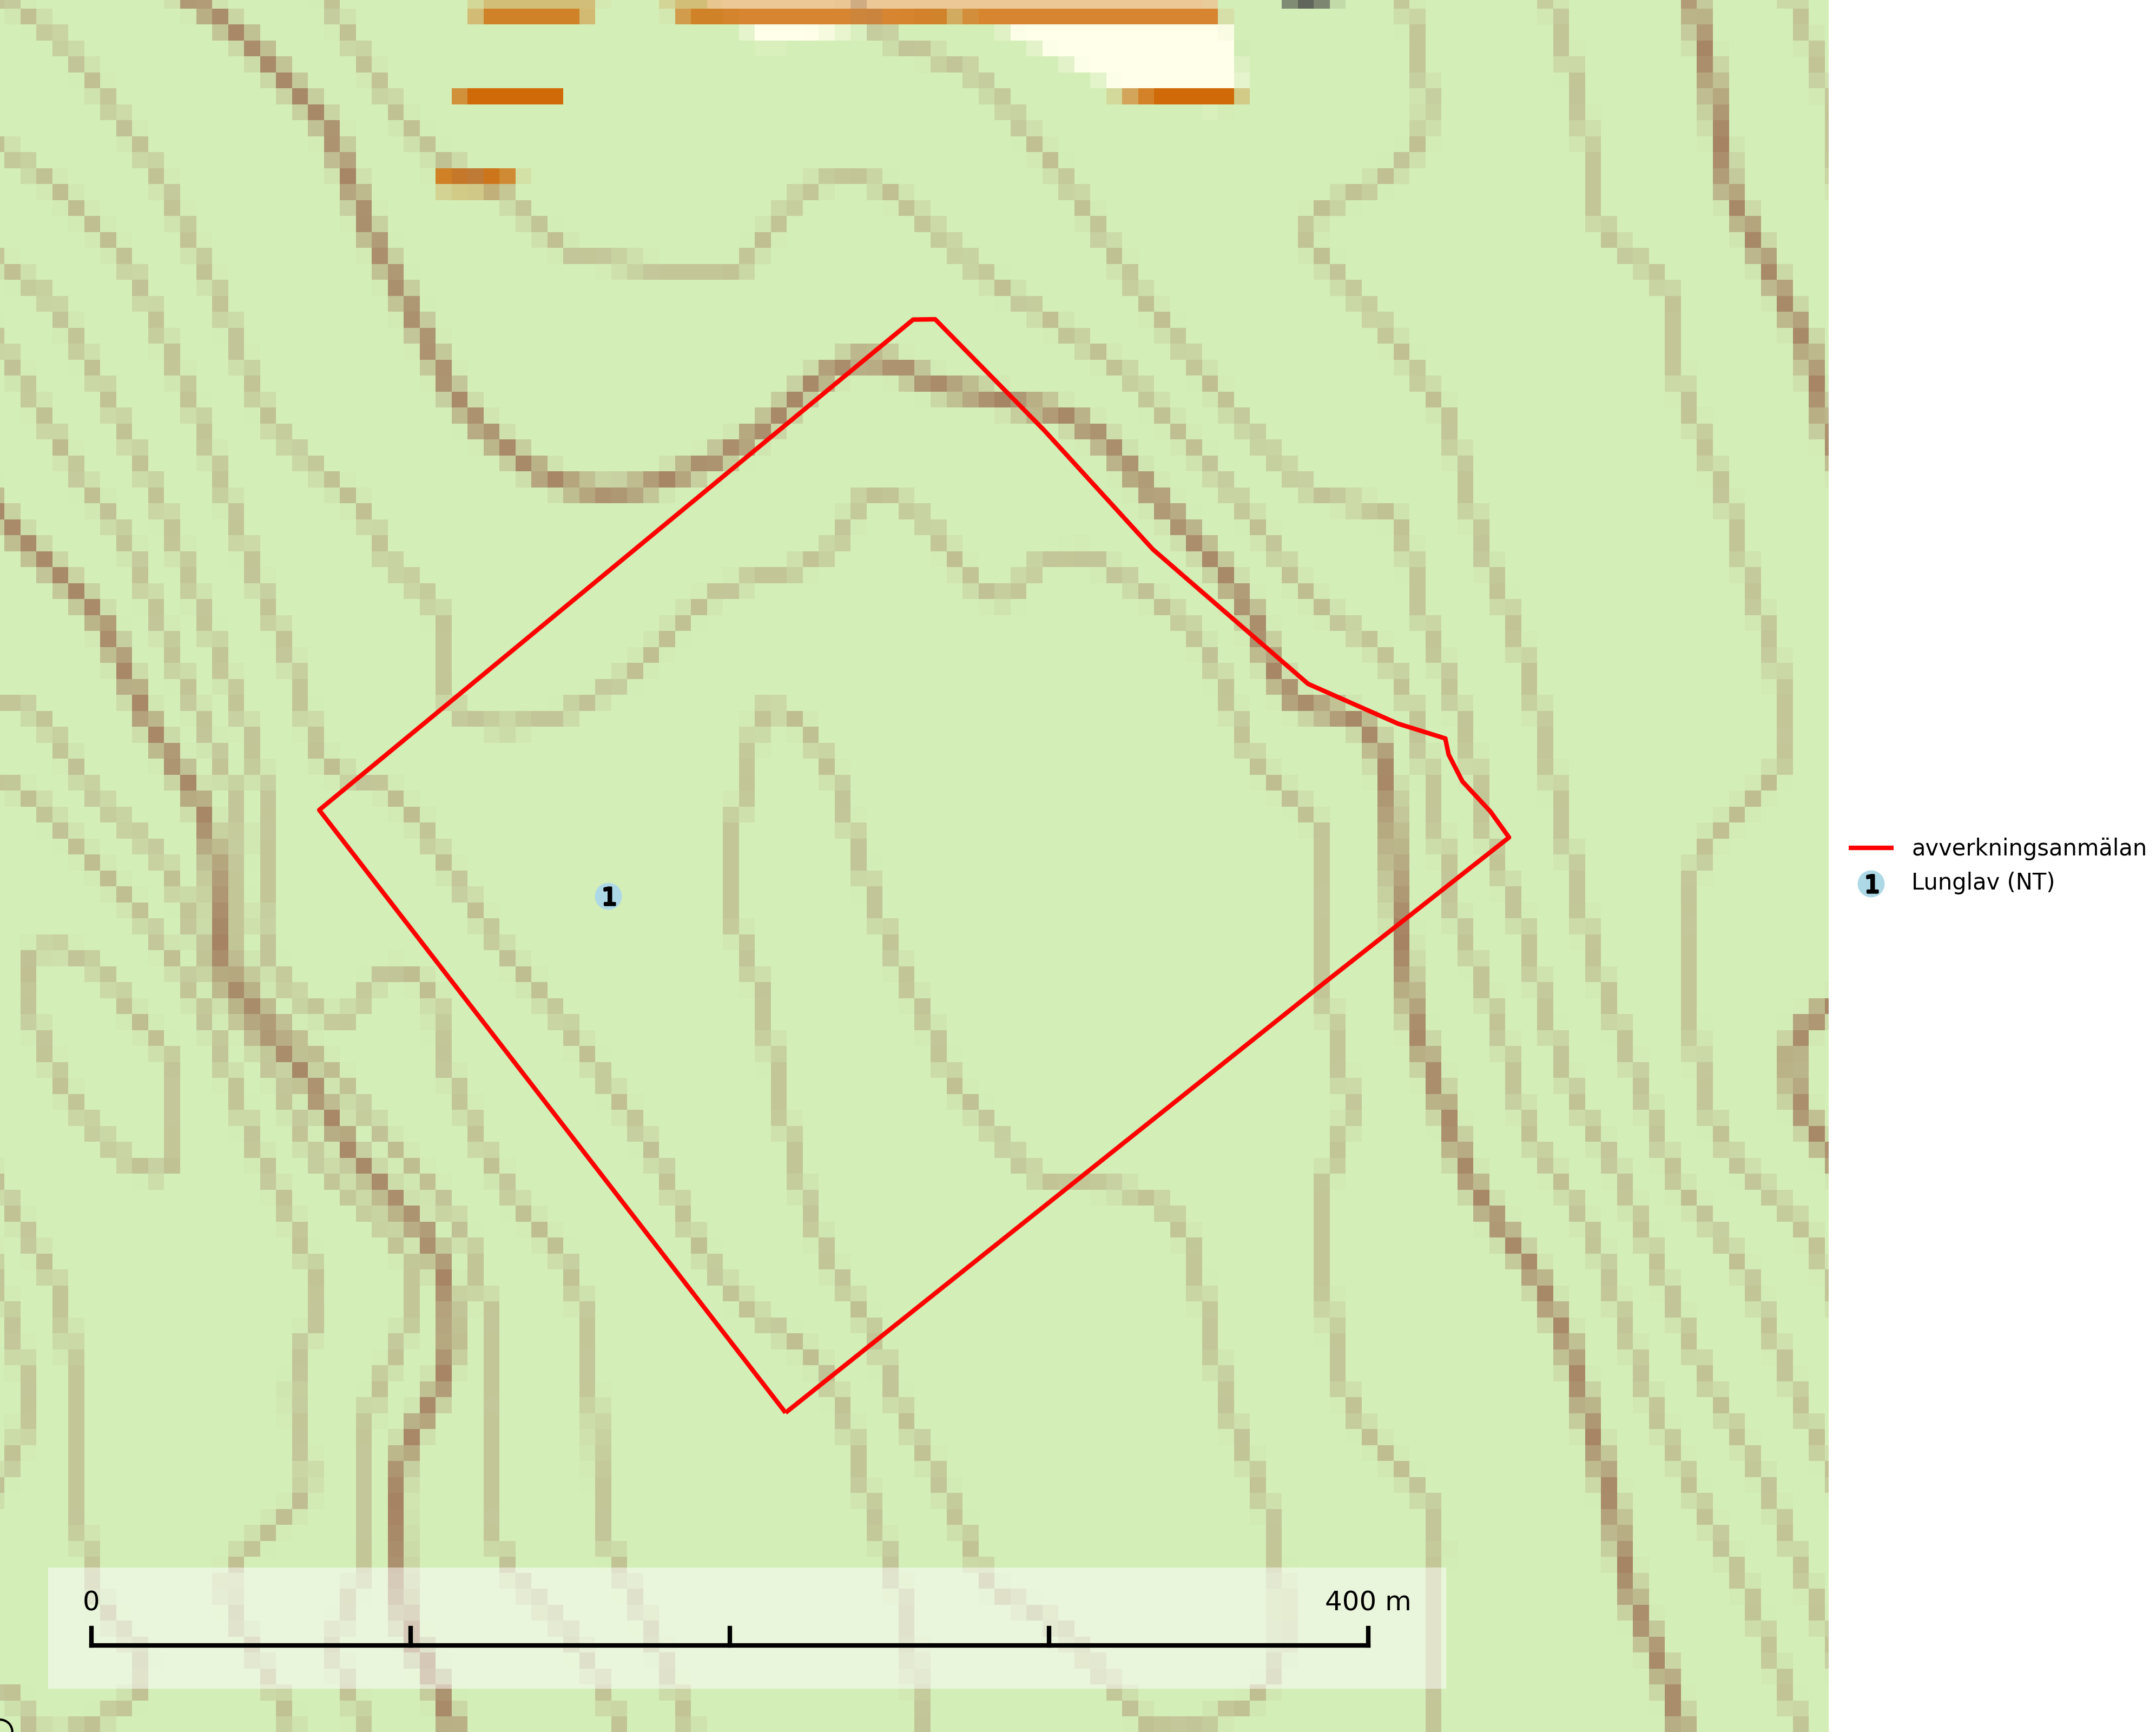 avverkningsanmälan
1 Lunglav (NT)
1
0 400 m